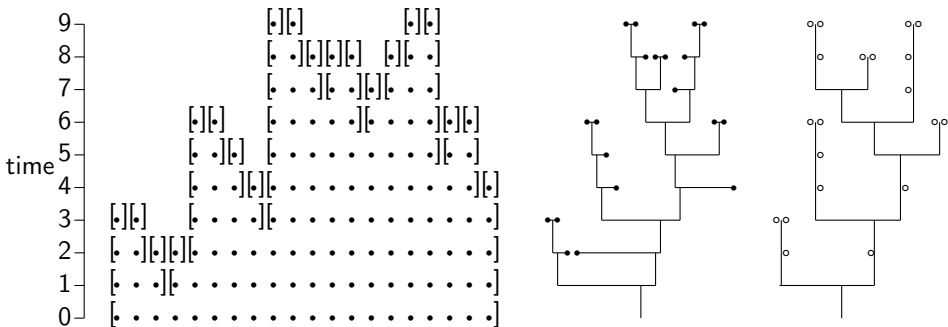 9 [•][•] [•][•]
8 [• •][•][•][•] [•][• •]
7 [• • •][• •][•][• • •]
6 [•][•] [• • • • •][• • • •][•][•]
5 [• •][•] [• • • • • • • • •][• •]
time
4 [• • •][•][• • • • • • • • • • •][•]
3 [•][•] [• • • •][• • • • • • • • • • • •]
2 [• •][•][•][• • • • • • • • • • • • • • • •]
1 [• • •][• • • • • • • • • • • • • • • • •]
0 [• • • • • • • • • • • • • • • • • • • •]